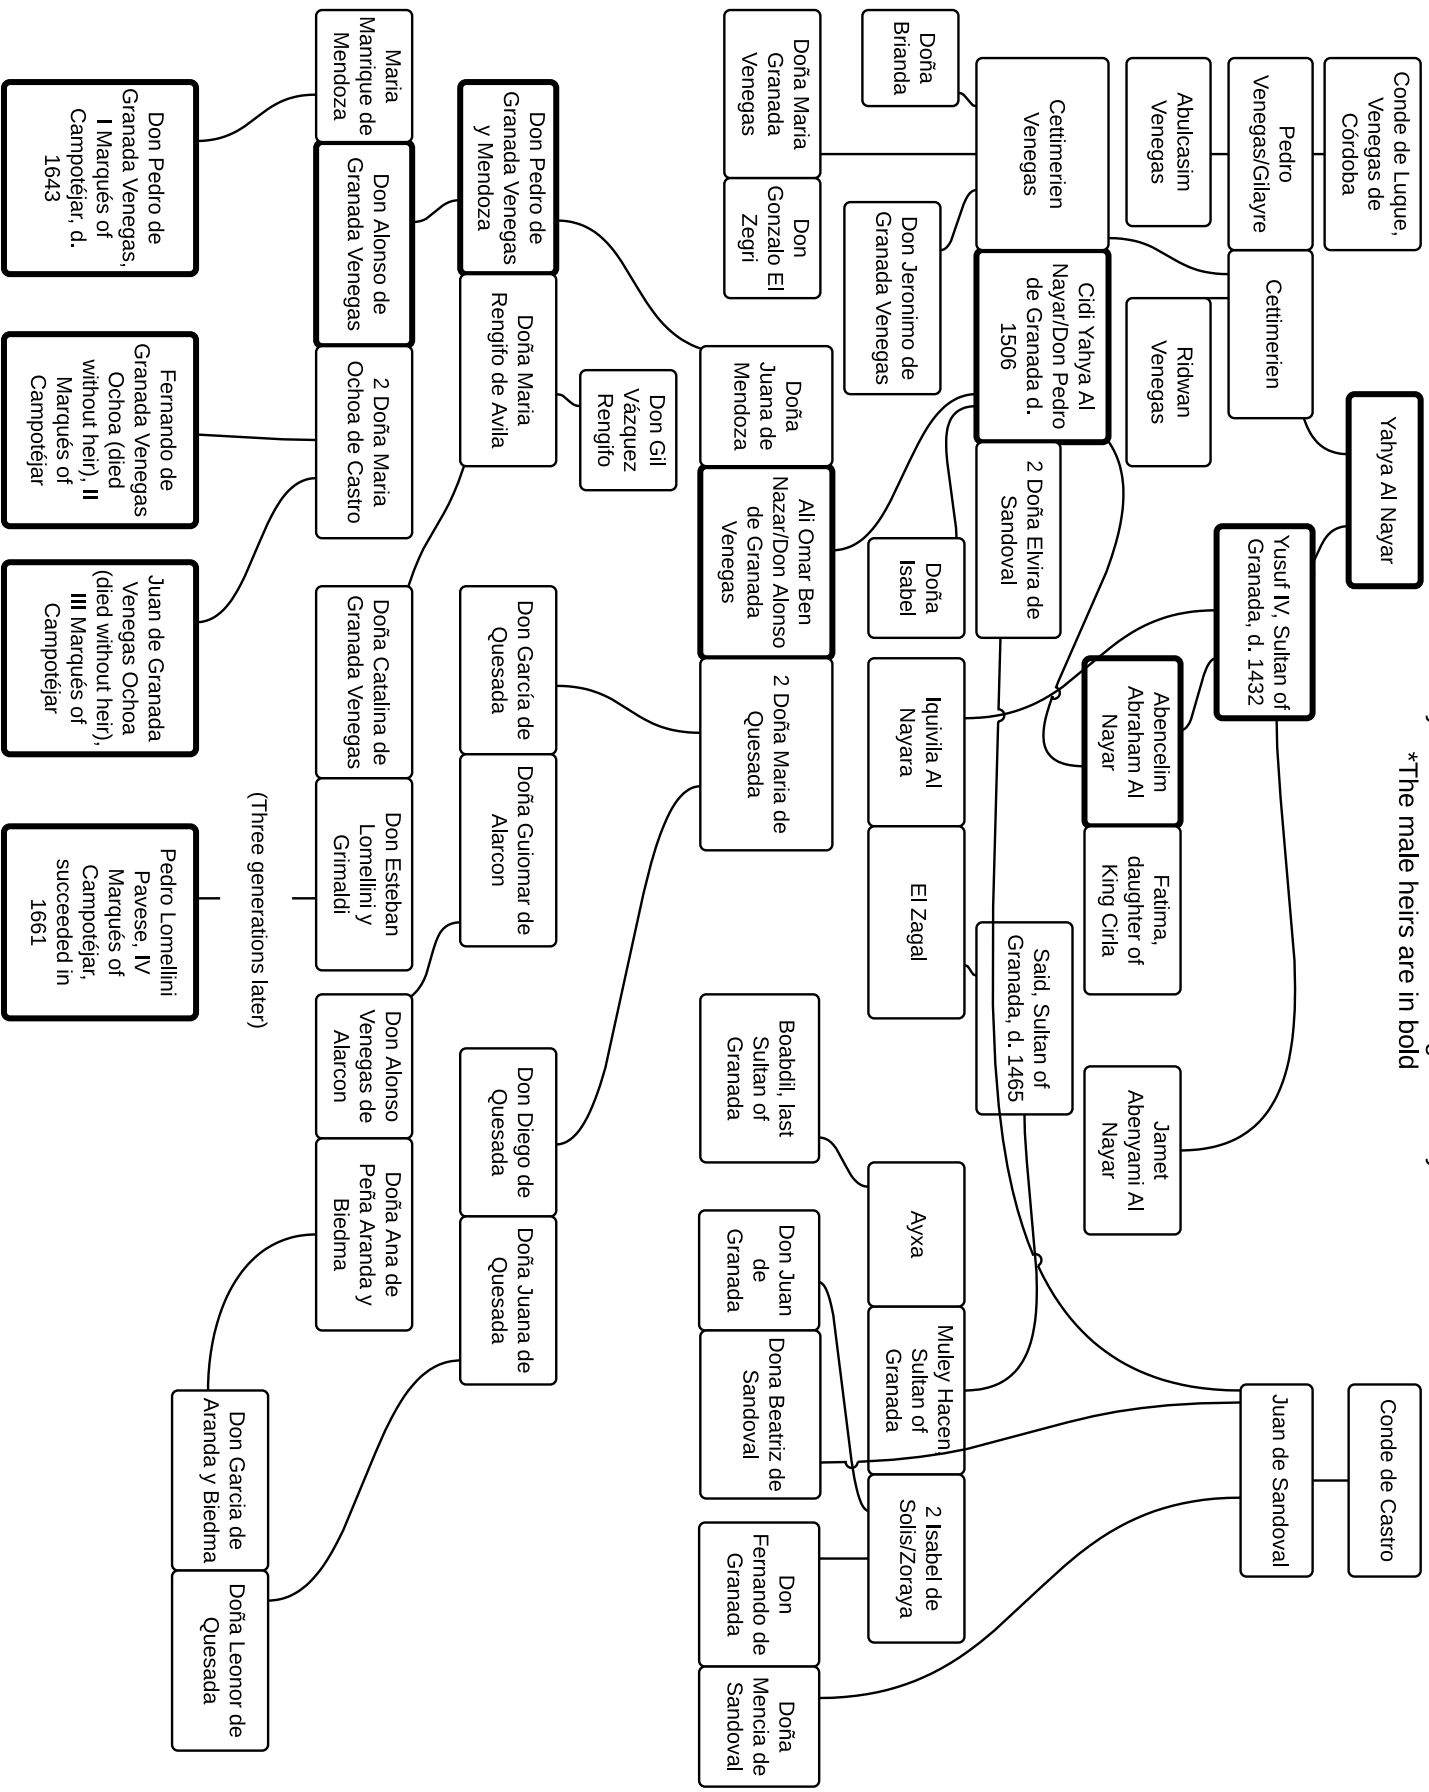 *The male heirs are in bold
Conde de Luque,
Venegas de
Córdoba
Yahya Al Nayar
Conde de Castro
Pedro
Venegas/Gilayre
Cettimerien
Yusuf IV, Sultan of
Granada, d. 1432
Juan de Sandoval
Abulcasim
Venegas
Ridwan
Venegas
Abencelim
Abraham Al
Nayar
Fatima,
daughter of
King Cirla
Jamet
Abenyami Al
Nayar
Cettimerien
Venegas
Cidi Yahya Al
Nayar/Don Pedro
de Granada d.
1506
2 Doña Elvira de
Sandoval
Said, Sultan of
Granada, d. 1465
Doña
Brianda
Don Jeronimo de
Granada Venegas
Doña
Isabel
Iquivila Al
Nayara
El Zagal
Ayxa
Muley Hacen,
Sultan of
Granada
2 Isabel de
Solis/Zoraya
Doña Maria
Granada
Venegas
Don
Gonzalo El
Zegri
Doña
Juana de
Mendoza
Ali Omar Ben
Nazar/Don Alonso
de Granada
Venegas
2 Doña Maria de
Quesada
Boabdil, last
Sultan of
Granada
Don Juan
de
Granada
Dona Beatriz de
Sandoval
Don
Fernando de
Granada
Doña
Mencia de
Sandoval
Don Gil
Vázquez
Rengifo
Don Pedro de
Granada Venegas
y Mendoza
Doña Maria
Rengifo de Avila
Don García de
Quesada
Doña Guiomar de
Alarcon
Don Diego de
Quesada
Doña Juana de
Quesada
Maria
Manrique de
Mendoza
Don Alonso de
Granada Venegas
2 Doña Maria
Ochoa de Castro
Doña Catalina de
Granada Venegas
Don Esteban
Lomellini y
Grimaldi
Don Alonso
Venegas de
Alarcon
Doña Ana de
Peña Aranda y
Biedma
(Three generations later)
Don Garcia de
Aranda y Biedma
Doña Leonor de
Quesada
Don Pedro de
Granada Venegas,
I Marqués of
Campotéjar, d.
1643
Fernando de
Granada Venegas
Ochoa (died
without heir), II
Marqués of
Campotéjar
Juan de Granada
Venegas Ochoa
(died without heir),
III Marqués of
Campotéjar
Pedro Lomellini
Pavese, IV
Marqués of
Campotéjar,
succeeded in
1661